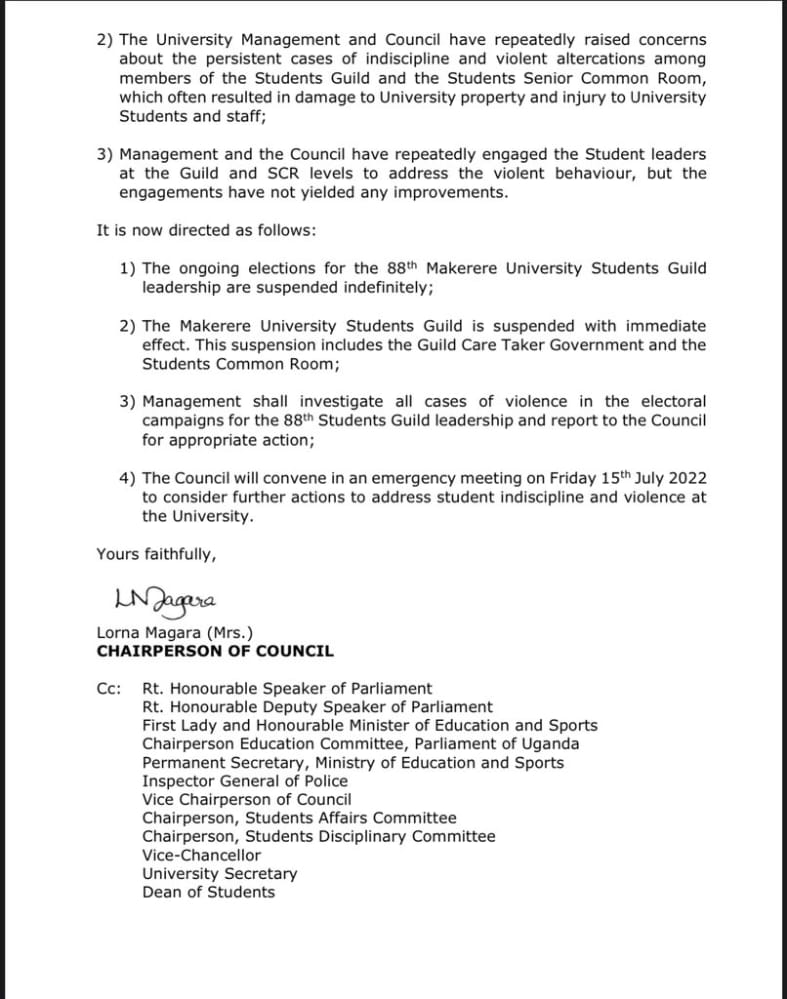 2) The University Management and Council have repeatedly raised concerns
about the persistent cases of indiscipline and violent altercations among
members of the Students Guild and the Students Senior Common Room,
which often resulted in damage to University property and injury to University
Students and staff;
3) Management and the Council have repeatedly engaged the Student leaders
at the Guild and SCR levels to address the violent behaviour, but the
engagements have not yielded any improvements.
It is now directed as follows:
1) The ongoing elections for the 88th Makerere University Students Guild
leadership are suspended indefinitely;
2) The Makerere University Students Guild is suspended with immediate
effect. This suspension includes the Guild Care Taker Government and the
Students Common Room;
3) Management shall investigate all cases of violence in the electoral
campaigns for the 88th Students Guild leadership and report to the Council
for appropriate action;
4) The Council will convene in an emergency meeting on Friday 15th July 2022
to consider further actions to address student indiscipline and violence at
the University.
Yours faithfully,
LNJagara
Lorna Magara (Mrs.)
CHAIRPERSON OF COUNCIL
Cc: Rt. Honourable Speaker of Parliament
Rt. Honourable Deputy Speaker of Parliament
First Lady and Honourable Minister of Education and Sports
Chairperson Education Committee, Parliament of Uganda
Permanent Secretary, Ministry of Education and Sports
Inspector General of Police
Vice Chairperson of Council
Chairperson, Students Affairs Committee
Chairperson, Students Disciplinary Committee
Vice-Chancellor
University Secretary
Dean of Students